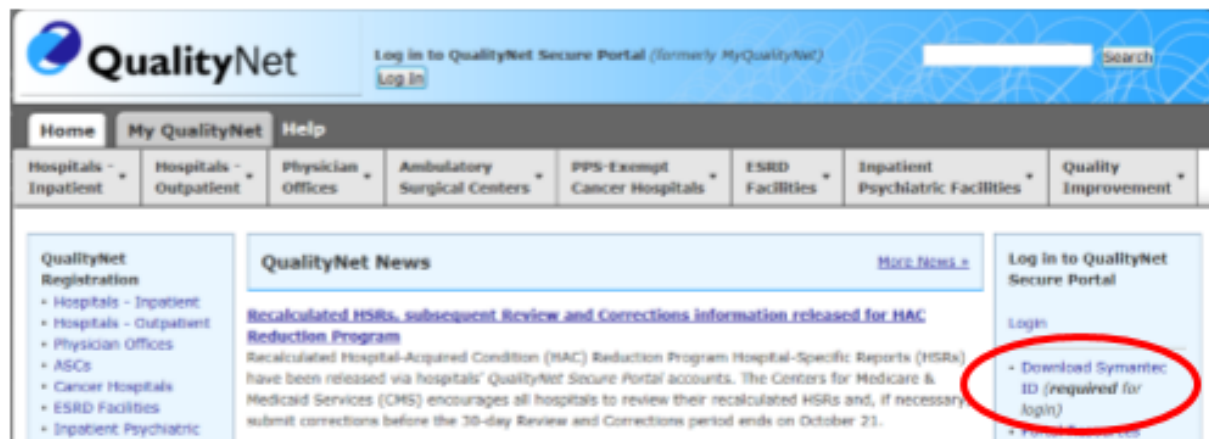 QualityNet
Log in to QualityNet Secure Portal (formerly MyQualityNet)
Log In
Search
Home
My QualityNet
Help
Hospitals -
Inpatient
Hospitals -
Outpatient
Physician
Offices
Ambulatory
Surgical Centers
PPS-Exempt
Cancer Hospitals
ESRD
Facilities
Inpatient
Psychiatric Facilities
Quality
Improvement
QualityNet
Registration
• Hospitals - Inpatient
• Hospitals - Outpatient
• Physician Offices
• ASCs
• Cancer Hospitals
• ESRD Facilities
• Inpatient Psychiatric
QualityNet News
More News »
Recalculated HSRs, subsequent Review and Corrections information released for HAC
Reduction Program
Recalculated Hospital-Acquired Condition (HAC) Reduction Program Hospital-Specific Reports (HSRs)
have been released via hospitals' QualityNet Secure Portal accounts. The Centers for Medicare &
Medicaid Services (CMS) encourages all hospitals to review their recalculated HSRs and, if necessary,
submit corrections before the 30-day Review and Corrections period ends on October 21.
Log in to QualityNet
Secure Portal
Login
• Download Symantec
ID (required for
login)
• Portal Resources